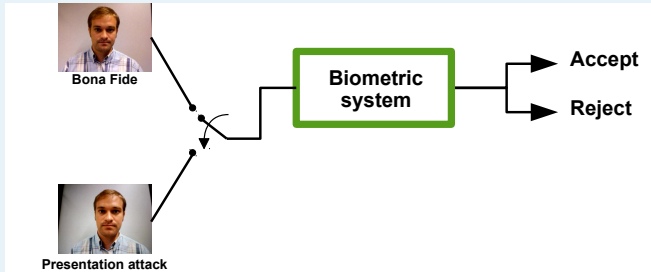 Bona Fide
Biometric
system
Accept
Reject
Presentation attack